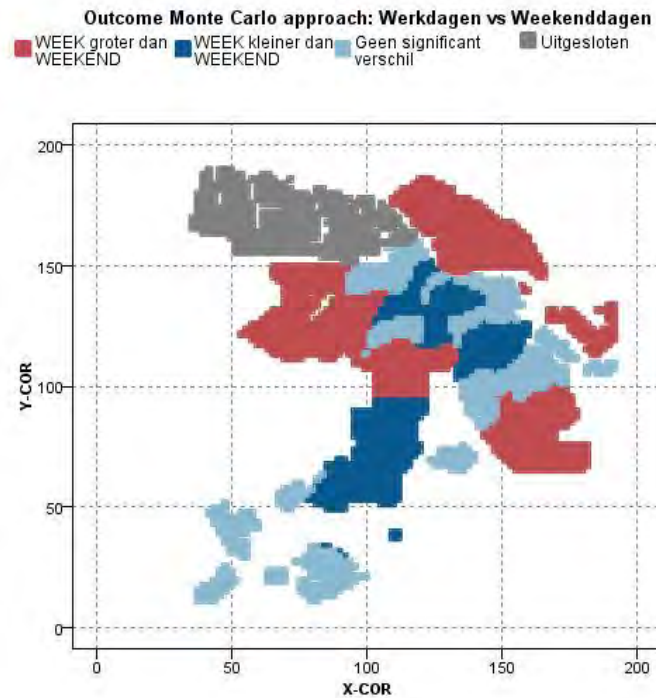 Outcome Monte Carlo approach: Werkdagen vs Weekenddagen
WEEK groter dan WEEKEND
WEEK kleiner dan WEEKEND
Geen significant verschil
Uitgesloten
200
150
100
50
0
Y-COR
0 50 100 150 200
X-COR